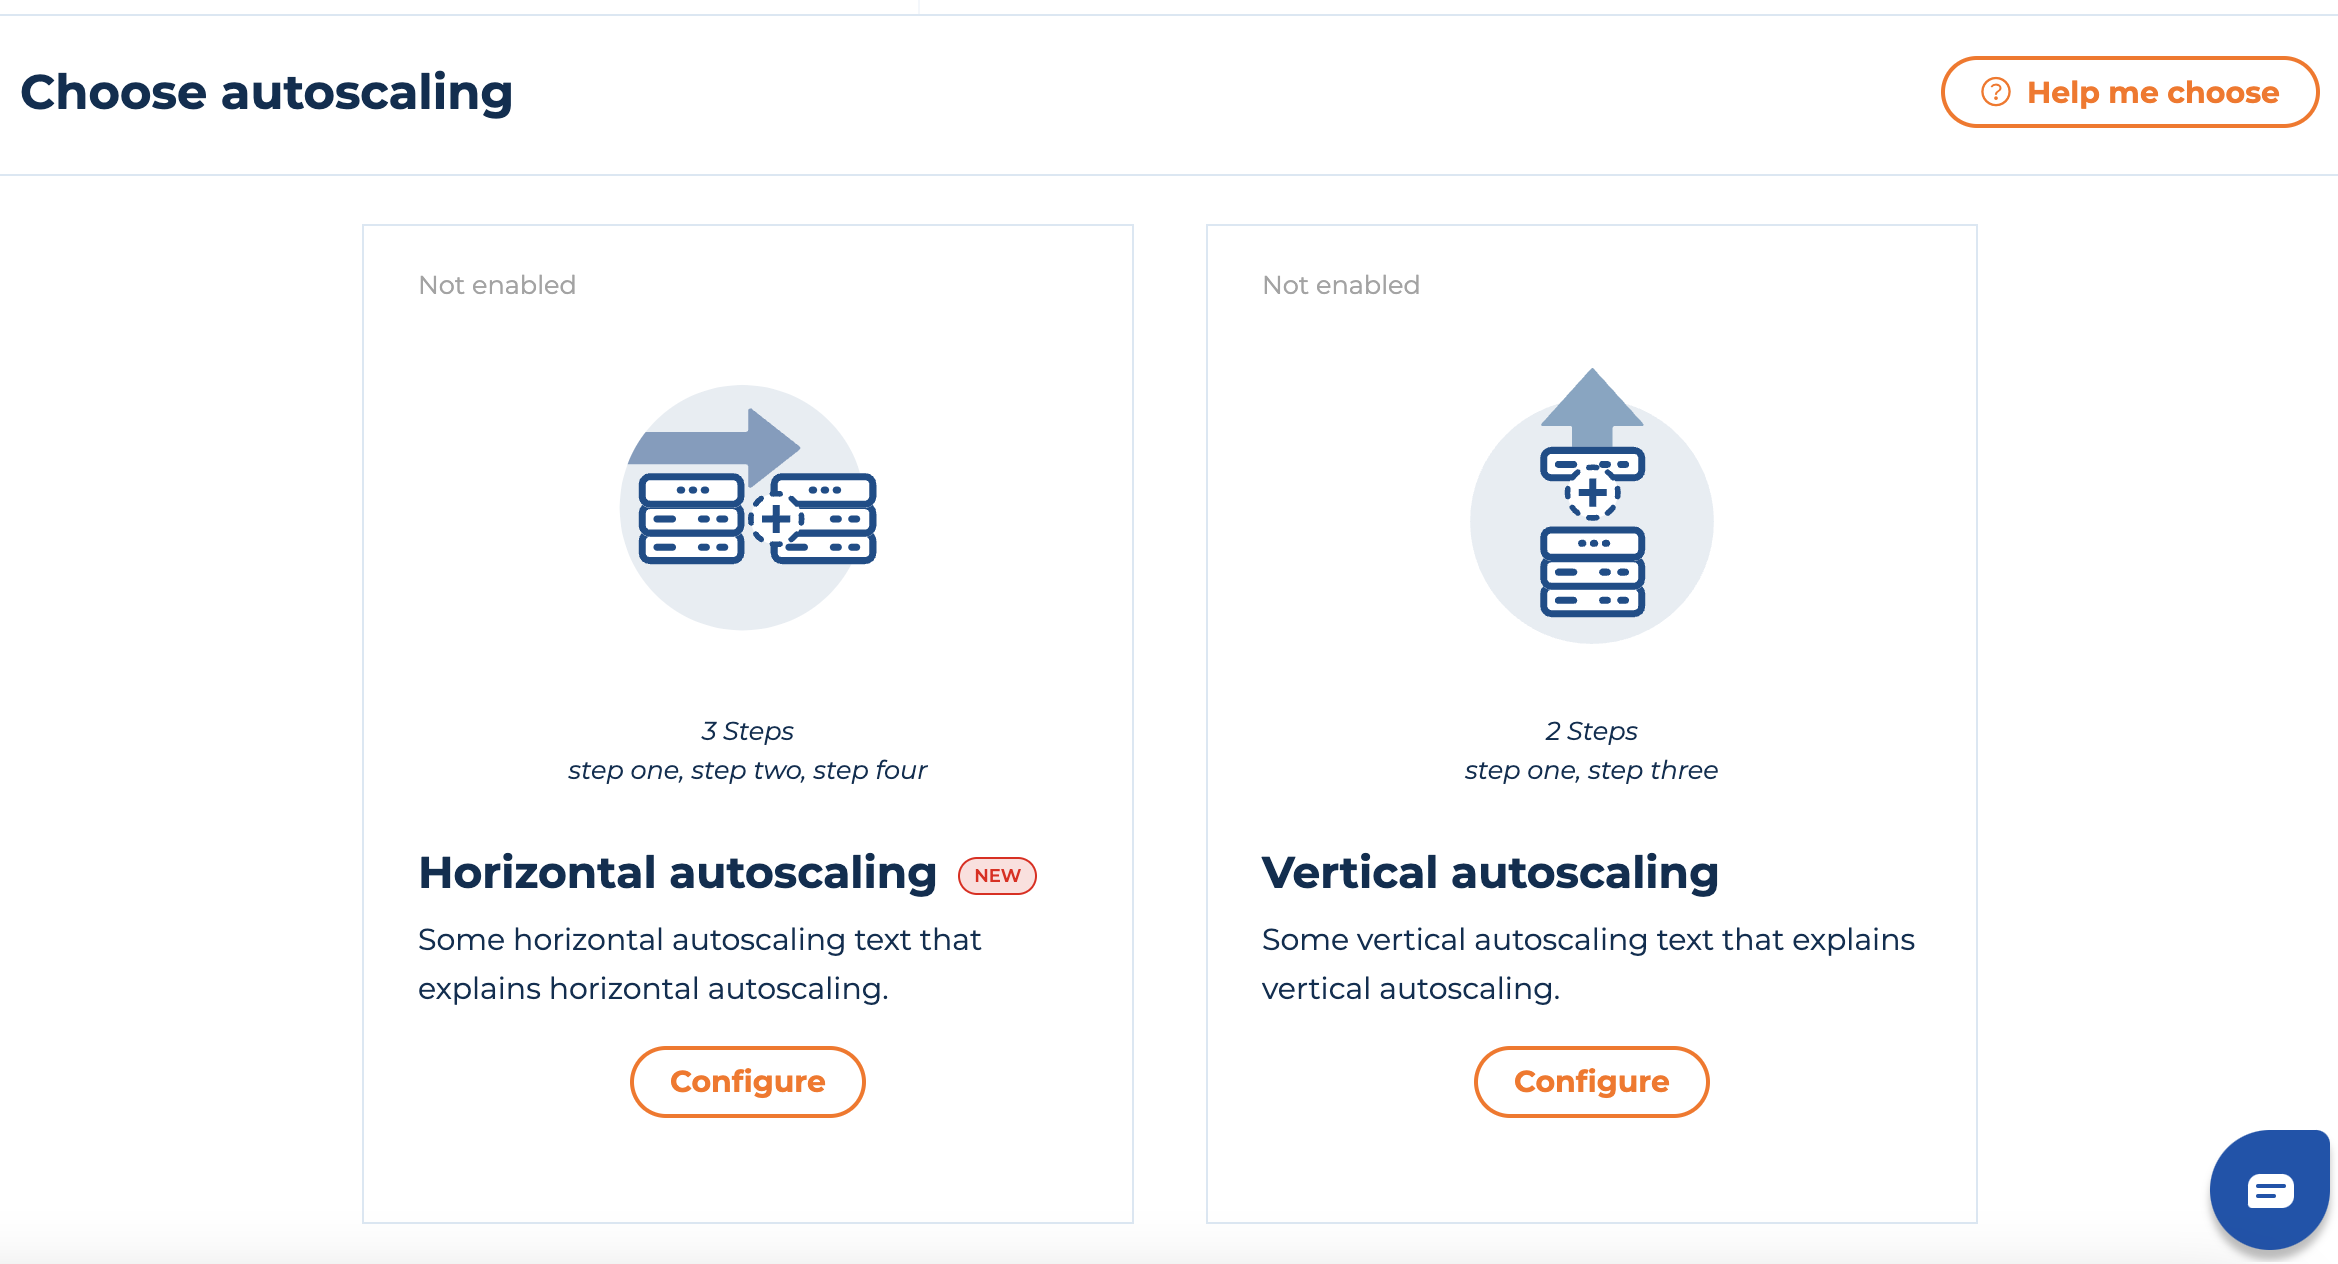 Choose autoscaling
Help me choose
Not enabled
3 Steps
step one, step two, step four
Horizontal autoscaling NEW
Some horizontal autoscaling text that
explains horizontal autoscaling.
Configure
Not enabled
2 Steps
step one, step three
Vertical autoscaling
Some vertical autoscaling text that explains
vertical autoscaling.
Configure